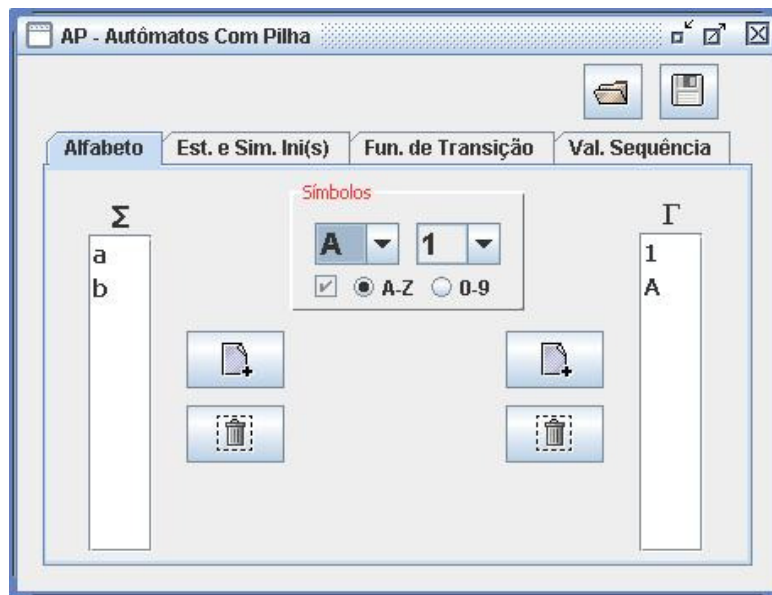 AP - Autômatos Com Pilha
Alfabeto Est. e Sim. Ini(s) Fun. de Transição Val. Sequência
Símbolos
Σ Γ
A 1
a 1
b A
A-Z 0-9